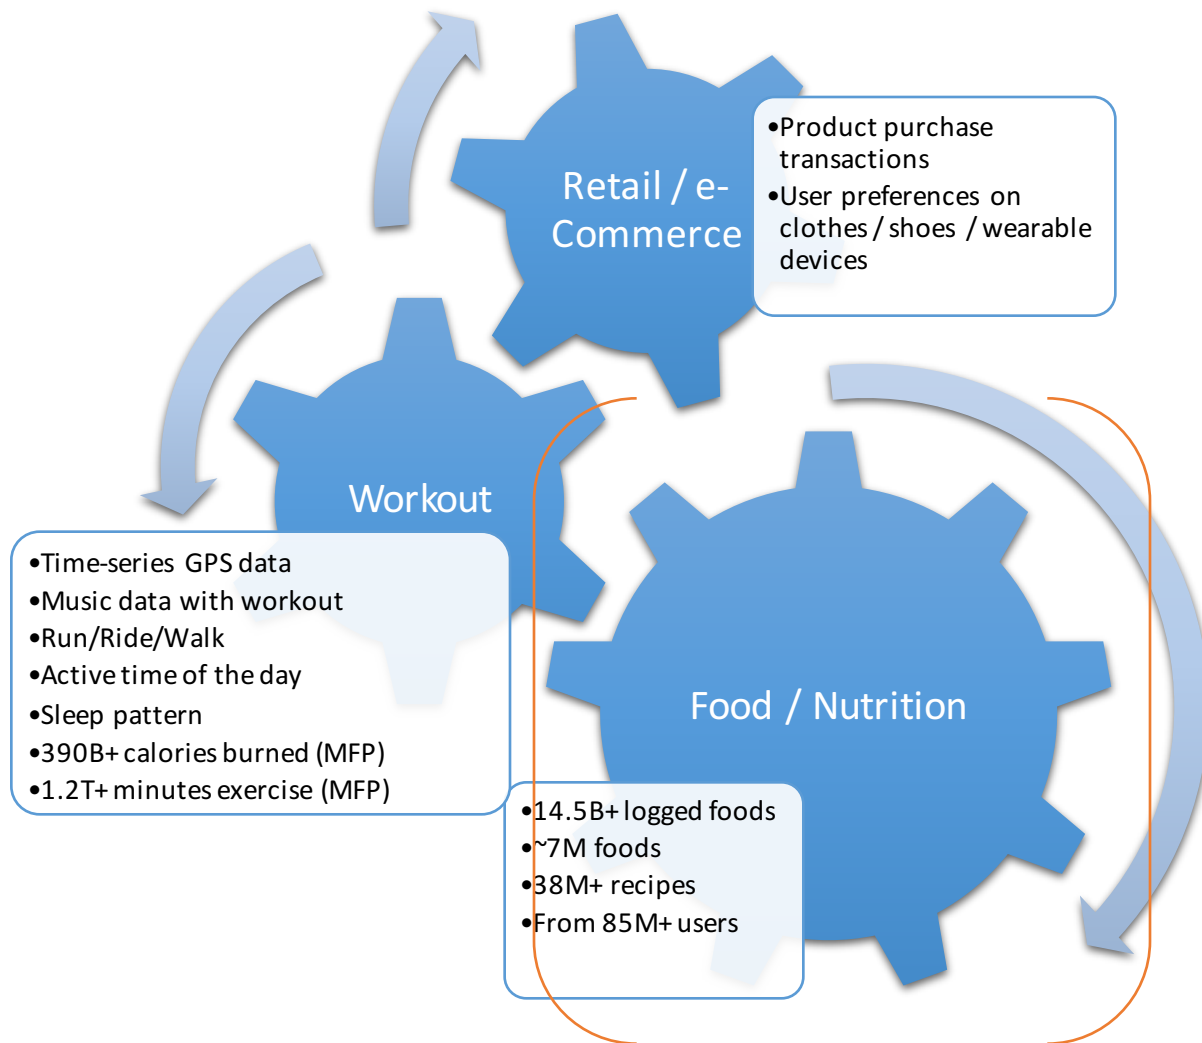 Retail / e-
Commerce
•Product purchase
transactions
•User preferences on
clothes / shoes / wearable
devices
Workout
•Time-series GPS data
•Music data with workout
•Run/Ride/Walk
•Active time of the day
•Sleep pattern
•390B+ calories burned (MFP)
•1.2T+ minutes exercise (MFP)
Food / Nutrition
•14.5B+ logged foods
•~7M foods
•38M+ recipes
•From 85M+ users